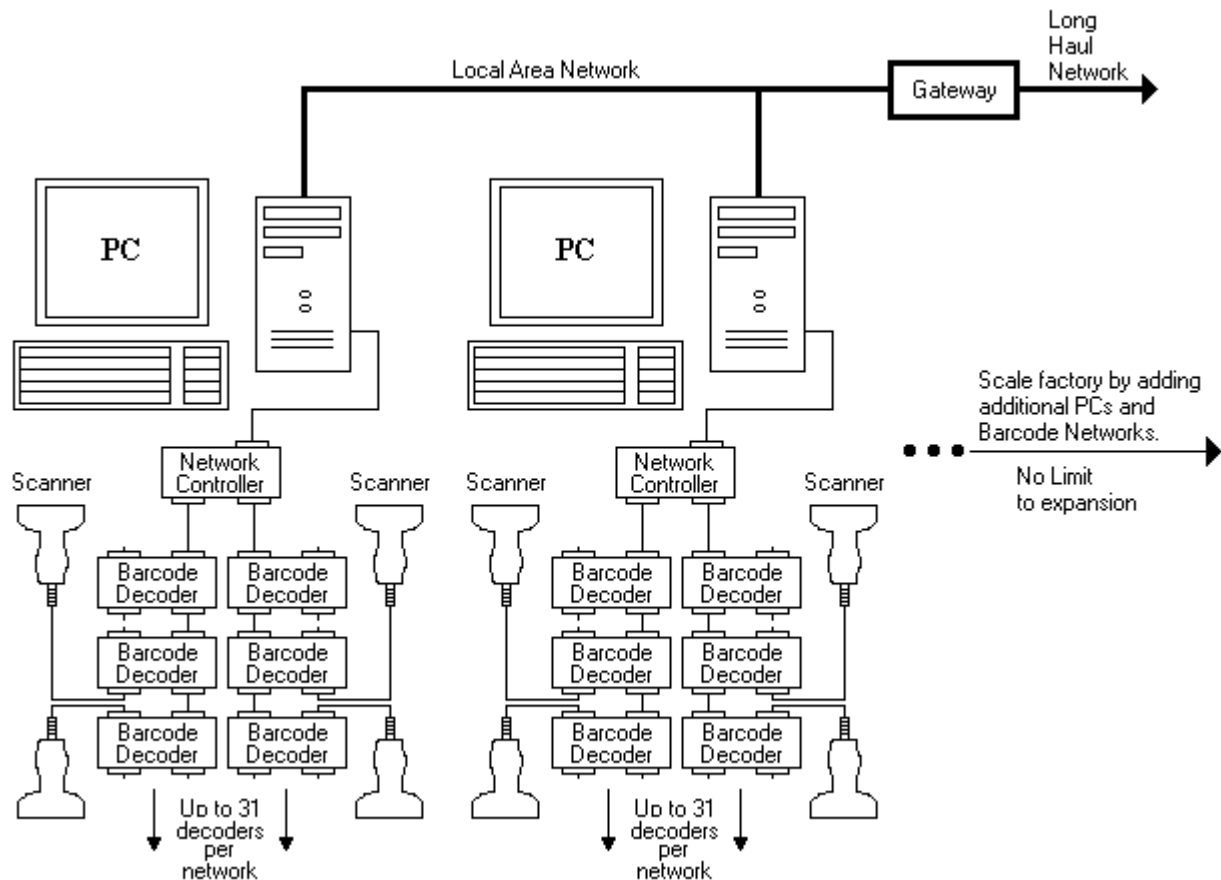 Long
Haul
Network
Local Area Network
Gateway
PC
PC
Scale factory by adding
additional PCs and
Barcode Networks.
No Limit
to expansion
Scanner
Network
Controller
Scanner
Scanner
Network
Controller
Scanner
Barcode
Decoder
Barcode
Decoder
Barcode
Decoder
Barcode
Decoder
Barcode
Decoder
Barcode
Decoder
Barcode
Decoder
Barcode
Decoder
Barcode
Decoder
Barcode
Decoder
Barcode
Decoder
Barcode
Decoder
Up to 31
decoders
per
network
Up to 31
decoders
per
network